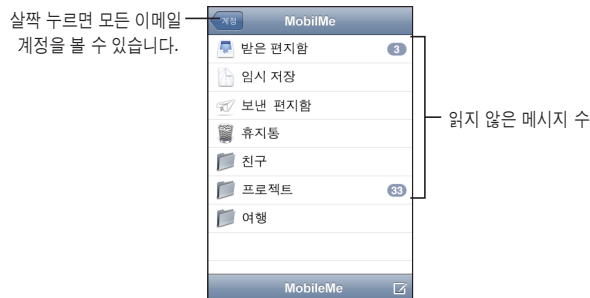 살짝 누르면 모든 이메일
계정을 볼 수 있습니다.
계정
MobilMe
받은 편지함 3
임시 저장
보낸 편지함
휴지통
친구
프로젝트 33
여행
MobileMe
읽지 않은 메시지 수